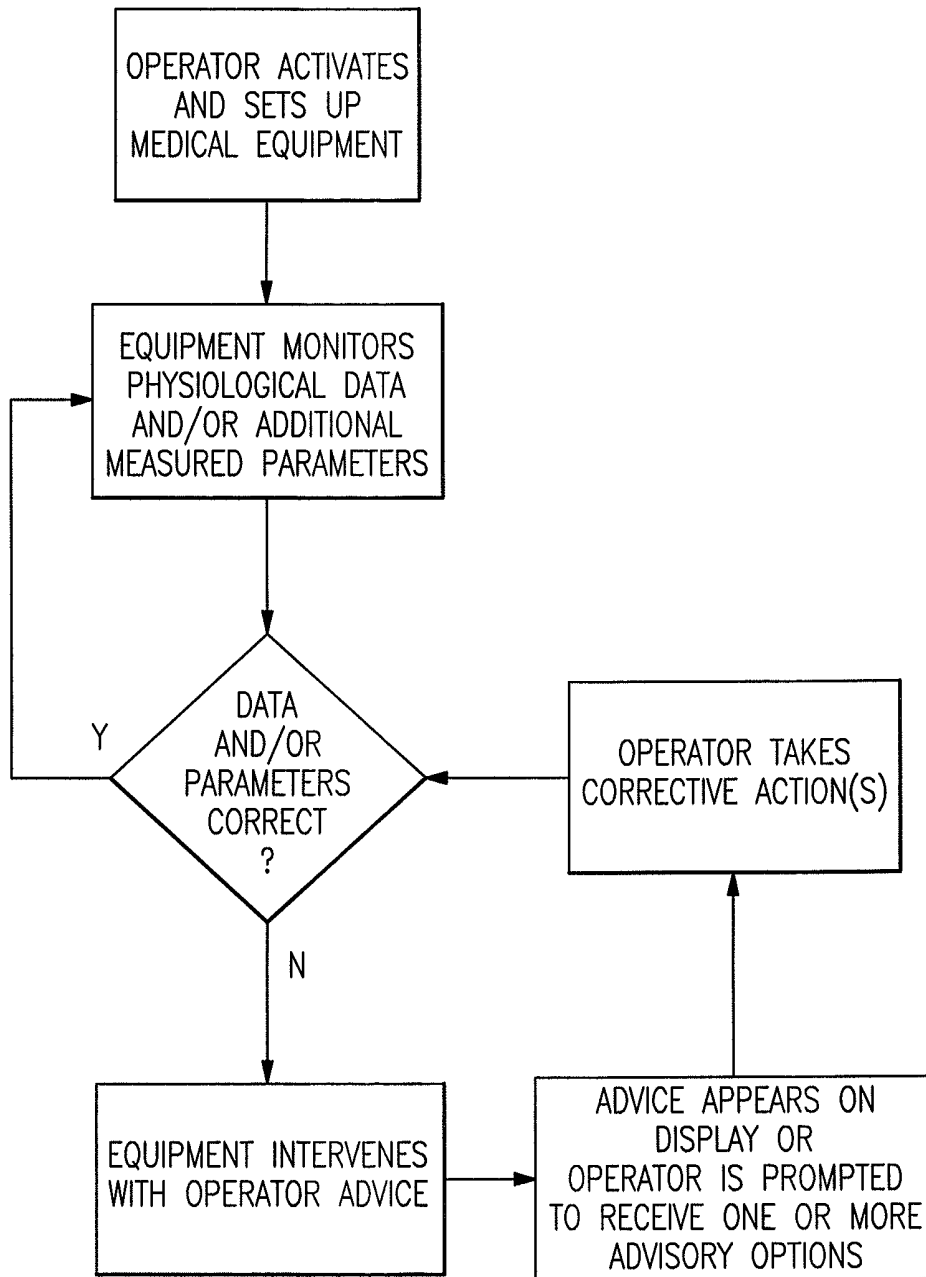 OPERATOR ACTIVATES
AND SETS UP
MEDICAL EQUIPMENT
EQUIPMENT MONITORS
PHYSIOLOGICAL DATA
AND/OR ADDITIONAL
MEASURED PARAMETERS
Y
DATA
AND/OR
PARAMETERS
CORRECT
?
OPERATOR TAKES
CORRECTIVE ACTION(S)
N
EQUIPMENT INTERVENES
WITH OPERATOR ADVICE
ADVICE APPEARS ON
DISPLAY OR
OPERATOR IS PROMPTED
TO RECEIVE ONE OR MORE
ADVISORY OPTIONS